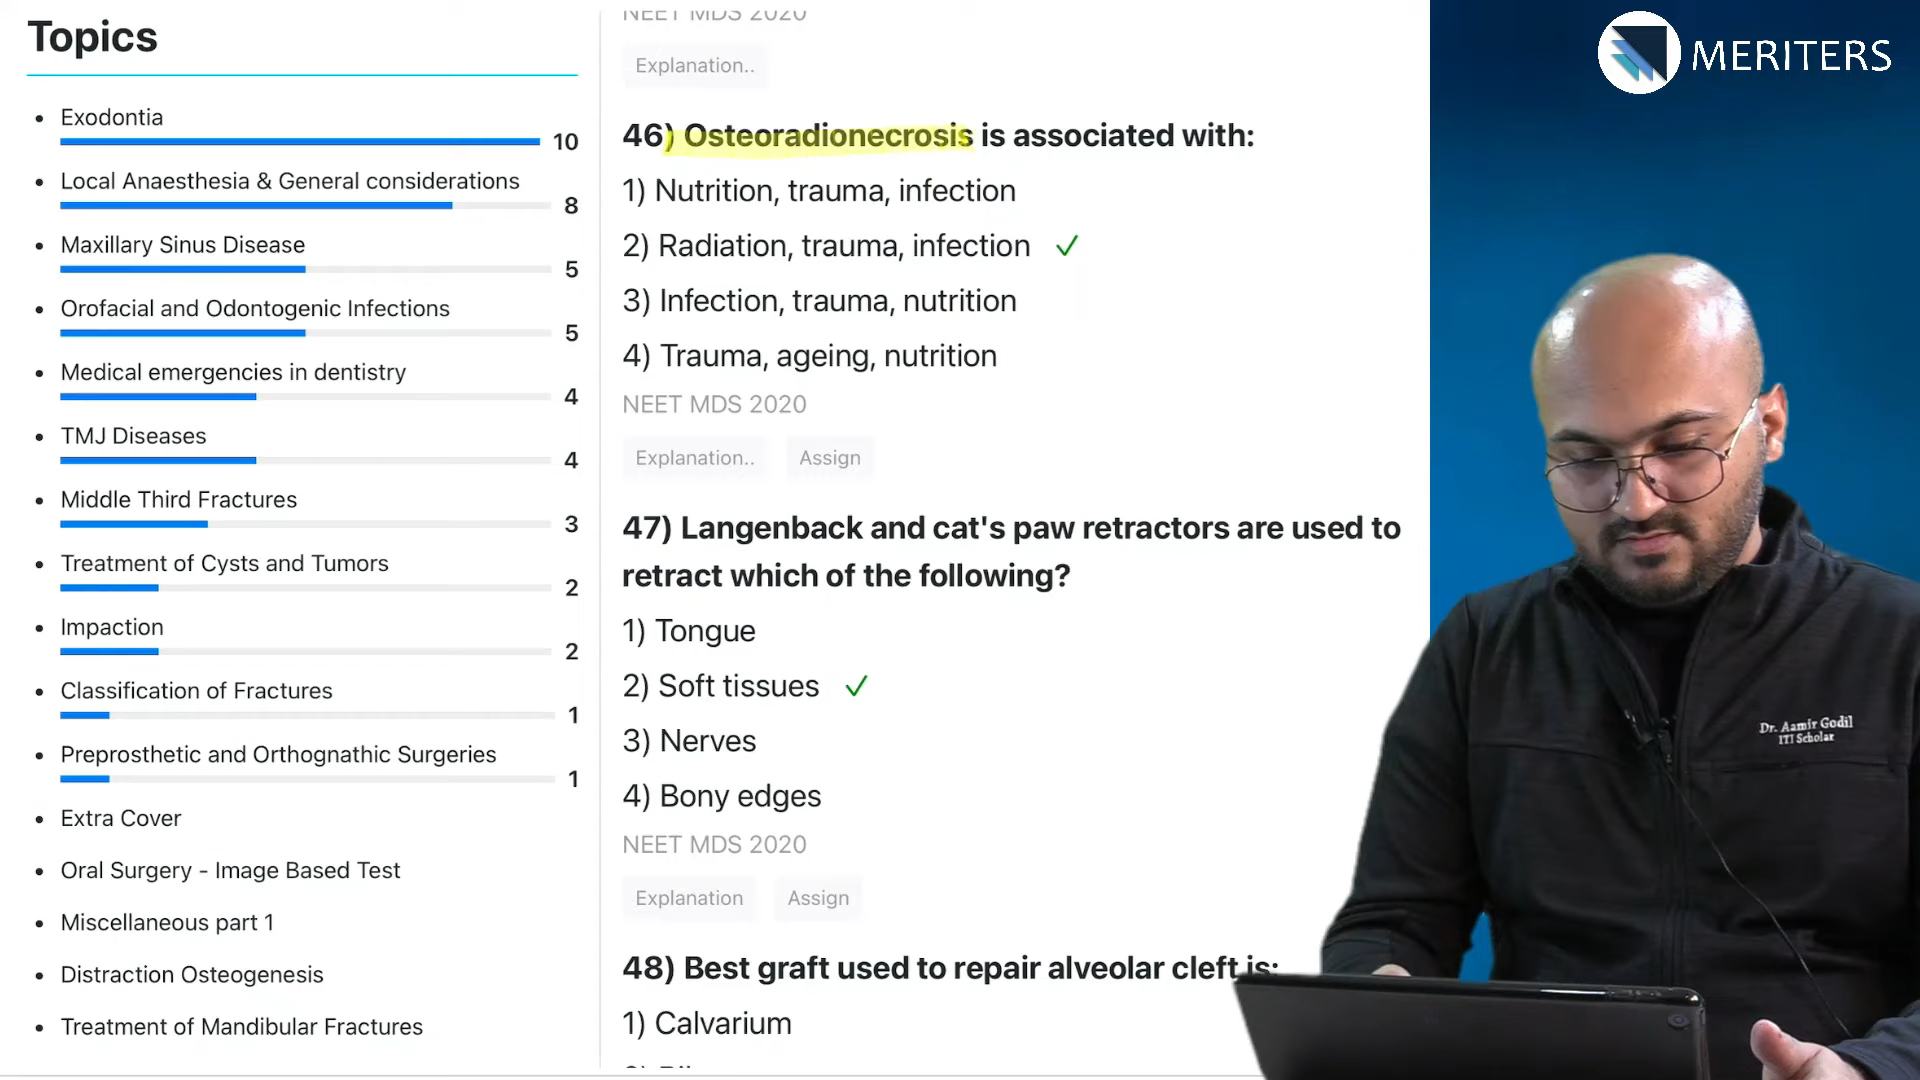 Topics
Exodontia
10
Local Anaesthesia & General considerations
8
Maxillary Sinus Disease
5
Orofacial and Odontogenic Infections
5
Medical emergencies in dentistry
4
TMJ Diseases
4
Middle Third Fractures
3
Treatment of Cysts and Tumors
2
Impaction
2
Classification of Fractures
1
Preprosthetic and Orthognathic Surgeries
1
Extra Cover
Oral Surgery - Image Based Test
Miscellaneous part 1
Distraction Osteogenesis
Treatment of Mandibular Fractures
NEET MDS 2020
Explanation..
46) Osteoradionecrosis is associated with:
1) Nutrition, trauma, infection
2) Radiation, trauma, infection ✓
3) Infection, trauma, nutrition
4) Trauma, ageing, nutrition
NEET MDS 2020
Explanation.. Assign
47) Langenback and cat's paw retractors are used to
retract which of the following?
1) Tongue
2) Soft tissues ✓
3) Nerves
4) Bony edges
NEET MDS 2020
Explanation Assign
48) Best graft used to repair alveolar cleft is:
1) Calvarium
MERITERS
Dr. Aamir Godil
ITI Scholar